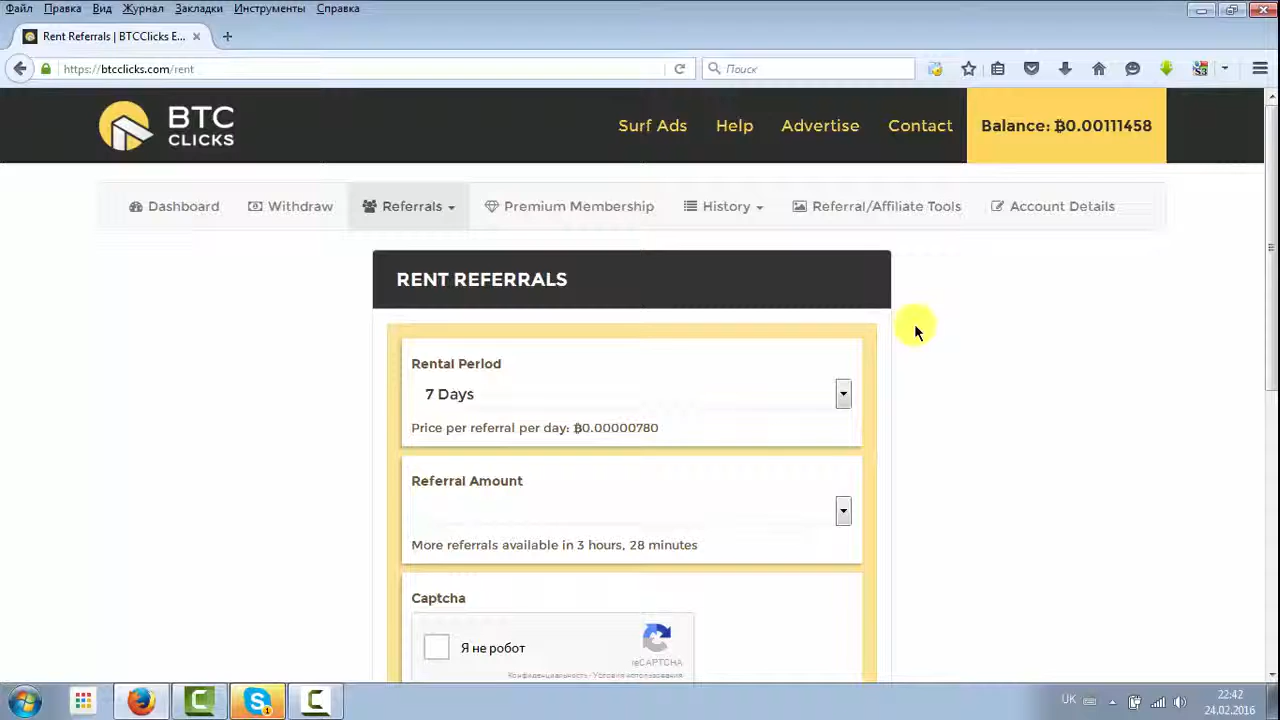 Файл Правка Вид Журнал Закладки Инструменты Справка
Rent Referrals | BTCClicks E...
https://btcclicks.com/rent
Поиск
BTC
CLICKS
Surf Ads Help Advertise Contact Balance: ₿0.00111458
Dashboard Withdraw Referrals Premium Membership History Referral/Affiliate Tools Account Details
RENT REFERRALS
Rental Period
7 Days
Price per referral per day: ₿0.00000780
Referral Amount
More referrals available in 3 hours, 28 minutes
Captcha
Я не робот
reCAPTCHA
Конфиденциальность - Условия использования
UK
22:42
24.02.2016